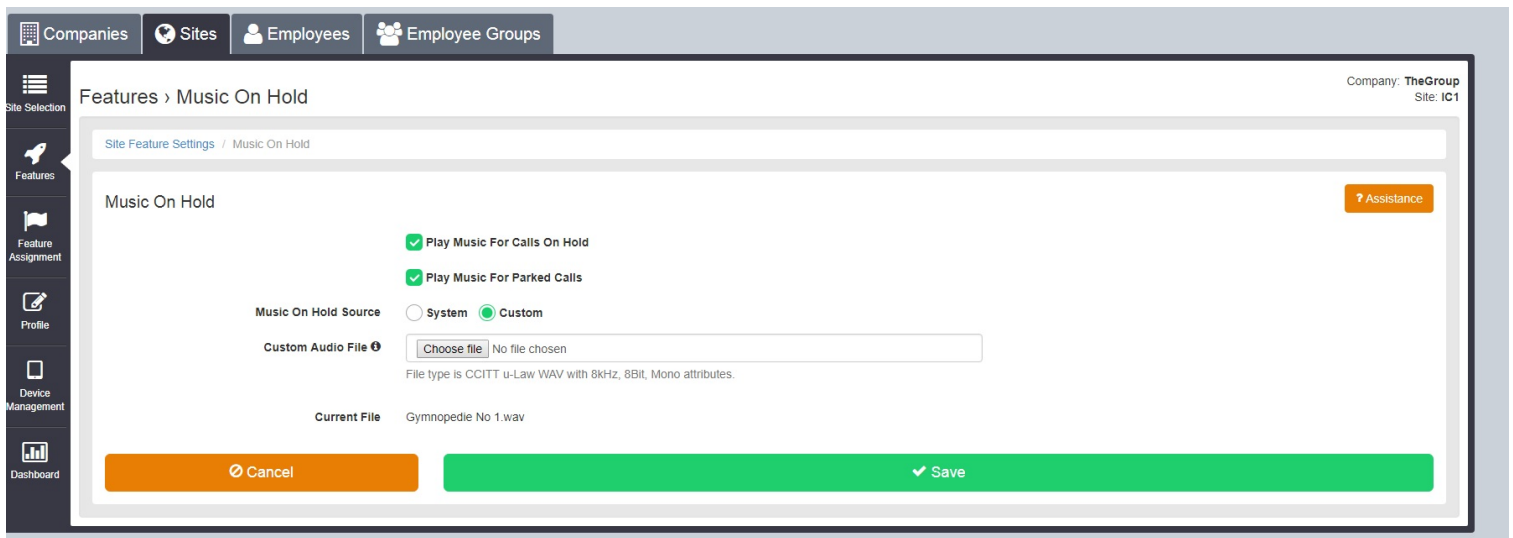 Companies
Sites
Employees
Employee Groups
Site Selection
Features
Feature
Assignment
Profile
Device
Management
Dashboard
Features › Music On Hold
Company: TheGroup
Site: IC1
Site Feature Settings / Music On Hold
Music On Hold
? Assistance
Play Music For Calls On Hold
Play Music For Parked Calls
Music On Hold Source System Custom
Custom Audio File Choose file No file chosen
File type is CCITT u-Law WAV with 8kHz, 8Bit, Mono attributes.
Current File Gymnopedie No 1.wav
Cancel
Save